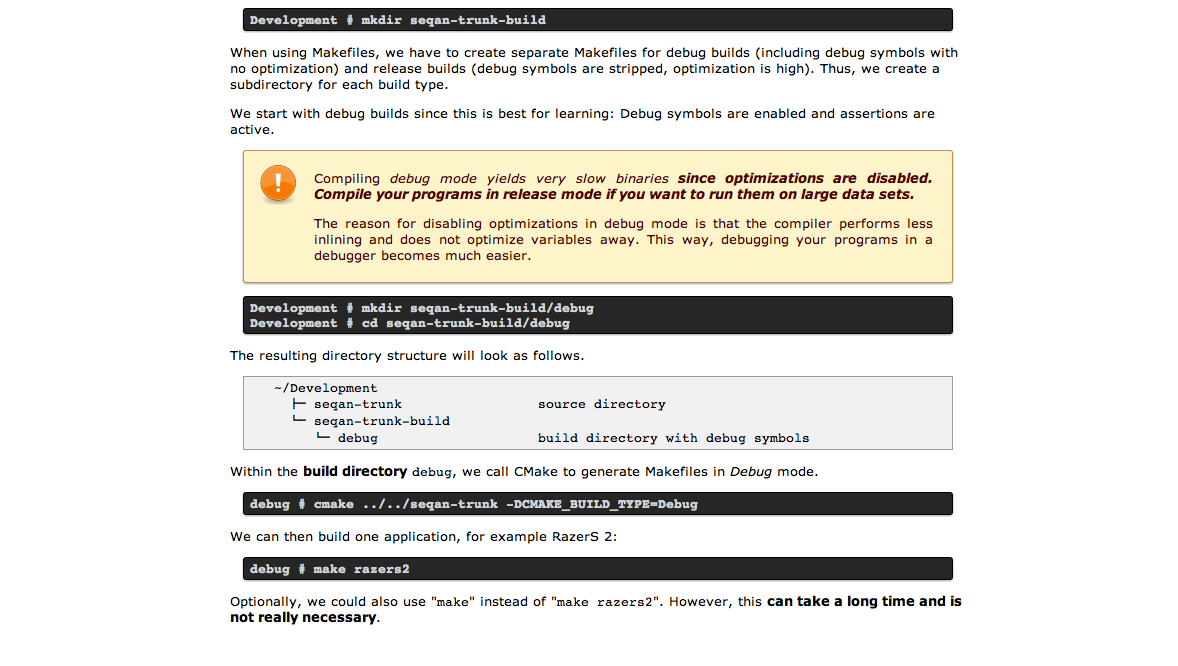 Development # mkdir seqan-trunk-build
When using Makefiles, we have to create separate Makefiles for debug builds (including debug symbols with
no optimization) and release builds (debug symbols are stripped, optimization is high). Thus, we create a
subdirectory for each build type.
We start with debug builds since this is best for learning: Debug symbols are enabled and assertions are
active.
Compiling debug mode yields very slow binaries since optimizations are disabled.
Compile your programs in release mode if you want to run them on large data sets.
The reason for disabling optimizations in debug mode is that the compiler performs less
inlining and does not optimize variables away. This way, debugging your programs in a
debugger becomes much easier.
Development # mkdir seqan-trunk-build/debug
Development # cd seqan-trunk-build/debug
The resulting directory structure will look as follows.
~/Development
├─ seqan-trunk source directory
└─ seqan-trunk-build
└─ debug build directory with debug symbols
Within the build directory debug, we call CMake to generate Makefiles in Debug mode.
debug # cmake ../../seqan-trunk -DCMAKE_BUILD_TYPE=Debug
We can then build one application, for example RazerS 2:
debug # make razers2
Optionally, we could also use "make" instead of "make razers2". However, this can take a long time and is
not really necessary.